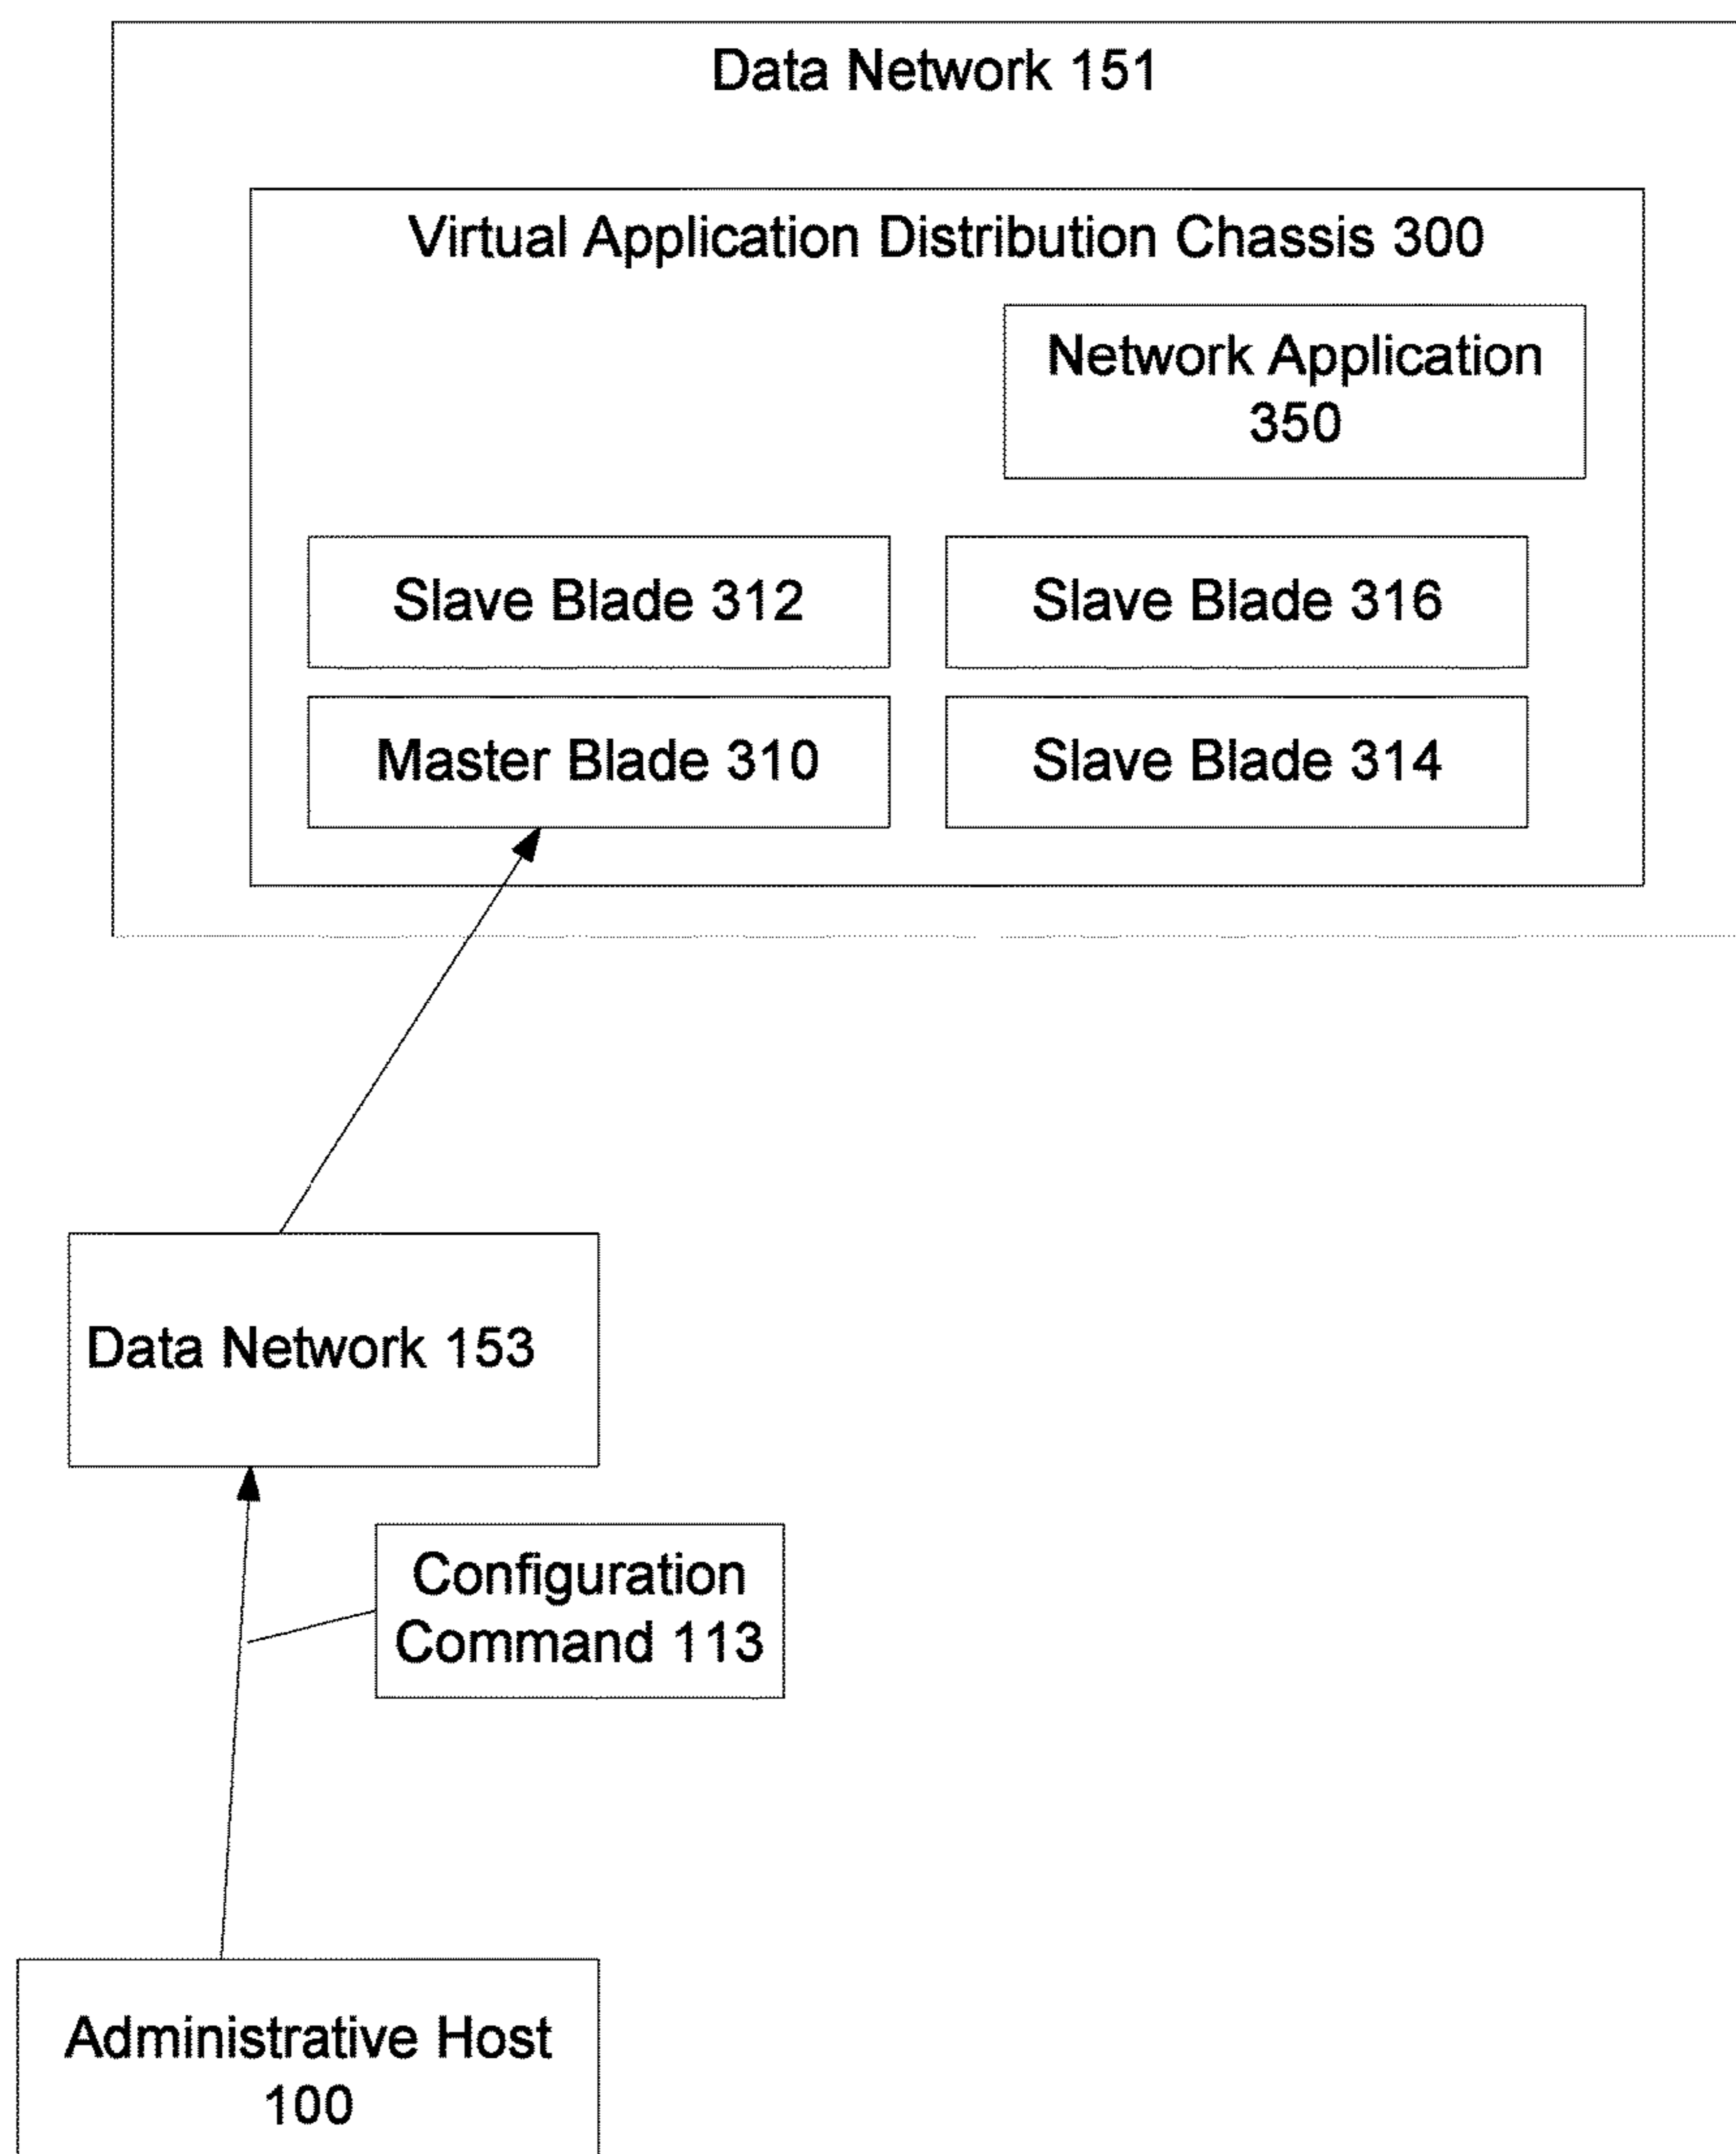 Data Network 151
Virtual Application Distribution Chassis 300
Network Application
350
Slave Blade 312
Slave Blade 316
Master Blade 310
Slave Blade 314
Data Network 153
Configuration
Command 113
Administrative Host
100